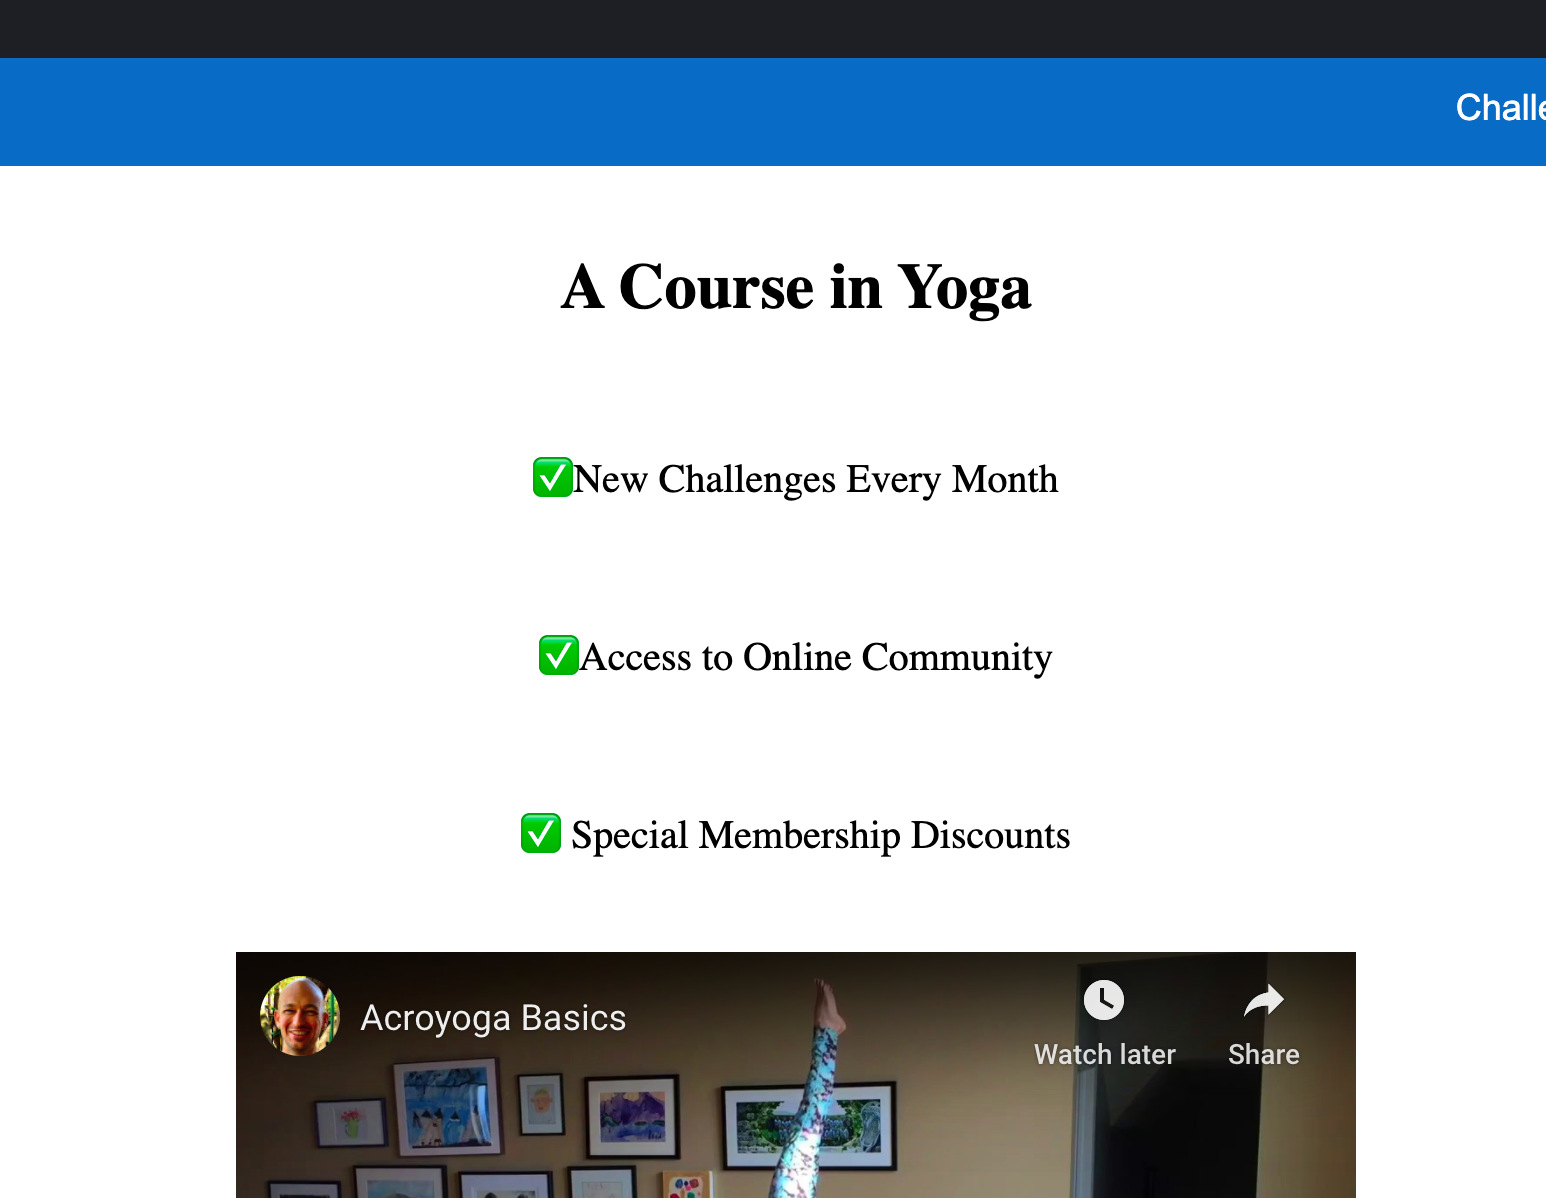 A Course in Yoga
✅New Challenges Every Month
✅Access to Online Community
✅ Special Membership Discounts
Acroyoga Basics
Watch later
Share